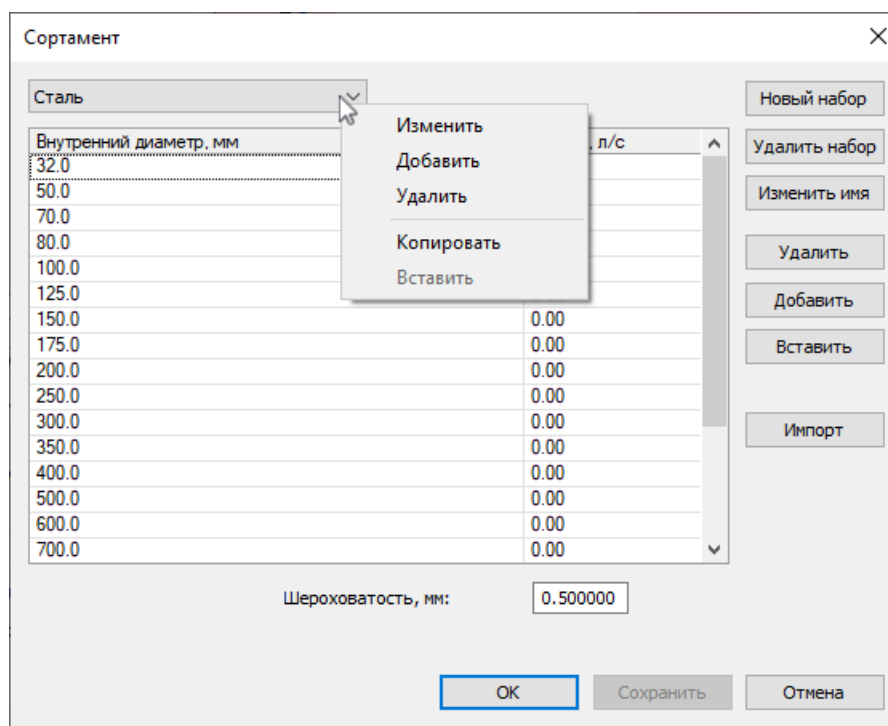 Сортамент
Сталь
Новый набор
Изменить
Добавить
Удалить
Копировать
Вставить
Внутренний диаметр, мм , л/с
Удалить набор
32.0
50.0
Изменить имя
70.0
80.0
Удалить
100.0
125.0
Добавить
150.0 0.00
175.0 0.00
Вставить
200.0 0.00
250.0 0.00
300.0 0.00
Импорт
350.0 0.00
400.0 0.00
500.0 0.00
600.0 0.00
700.0 0.00
Шероховатость, мм: 0.500000
OK Сохранить Отмена